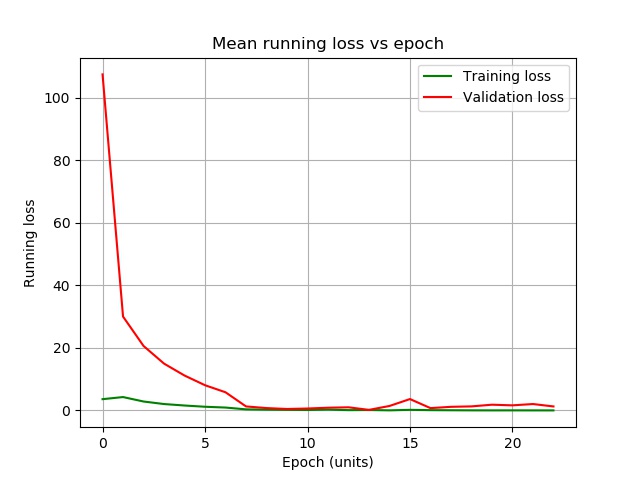 Mean running loss vs epoch
Training loss
Validation loss
100
80
60
40
20
0
Running loss
0 5 10 15 20
Epoch (units)